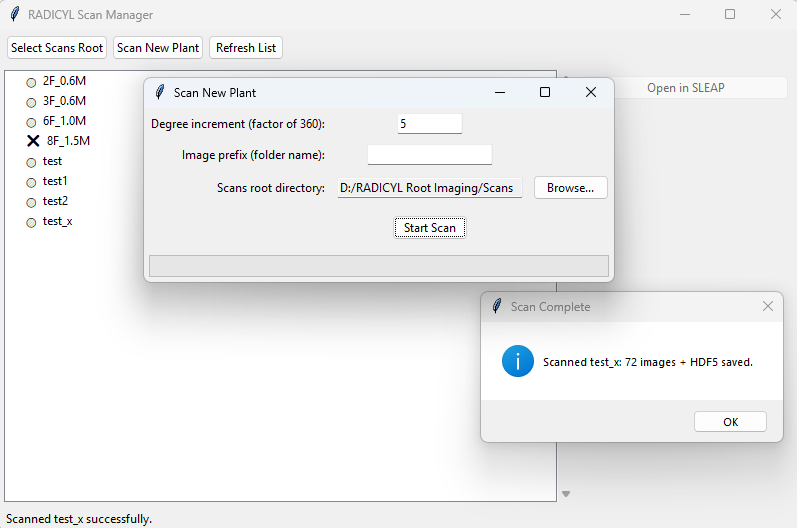 RADICYL Scan Manager
Select Scans Root Scan New Plant Refresh List
2F_0.6M
3F_0.6M
6F_1.0M
8F_1.5M
test
test1
test2
test_x
Open in SLEAP
Scan New Plant
Degree increment (factor of 360): 5
Image prefix (folder name):
Scans root directory: D:/RADICYL Root Imaging/Scans Browse...
Start Scan
Scan Complete
Scanned test_x: 72 images + HDF5 saved.
OK
Scanned test_x successfully.